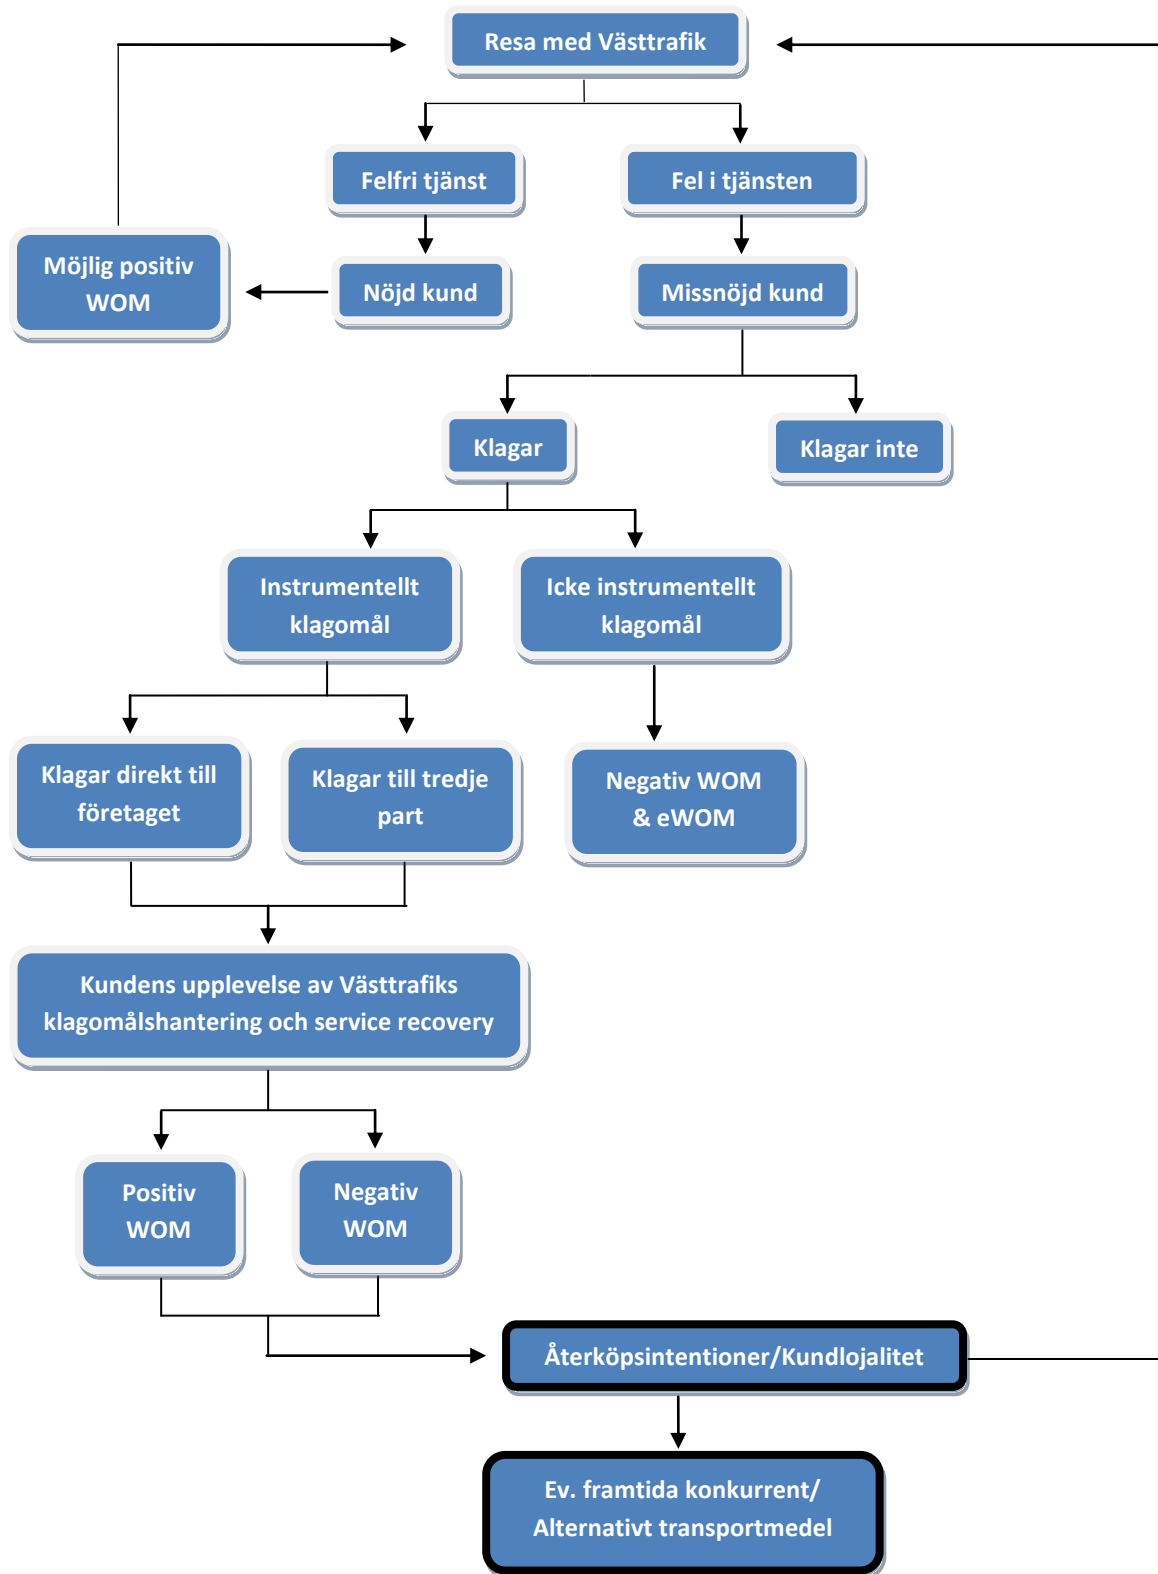 Resa med Västtrafik
Felfri tjänst
Fel i tjänsten
Möjlig positiv
WOM
Nöjd kund
Missnöjd kund
Klagar
Klagar inte
Instrumentellt
klagomål
Icke instrumentellt
klagomål
Klagar direkt till
företaget
Klagar till tredje
part
Negativ WOM
& eWOM
Kundens upplevelse av Västtrafiks
klagomålshantering och service recovery
Positiv
WOM
Negativ
WOM
Återköpsintentioner/Kundlojalitet
Ev. framtida konkurrent/
Alternativt transportmedel